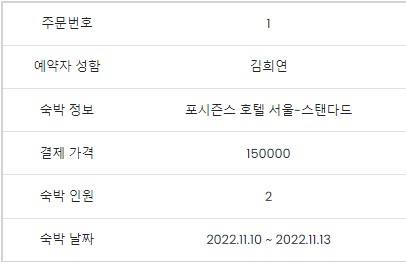 주문번호 1
예약자 성함 김희연
숙박 정보 포시즌스 호텔 서울-스탠다드
결제 가격 150000
숙박 인원 2
숙박 날짜 2022.11.10 ~ 2022.11.13